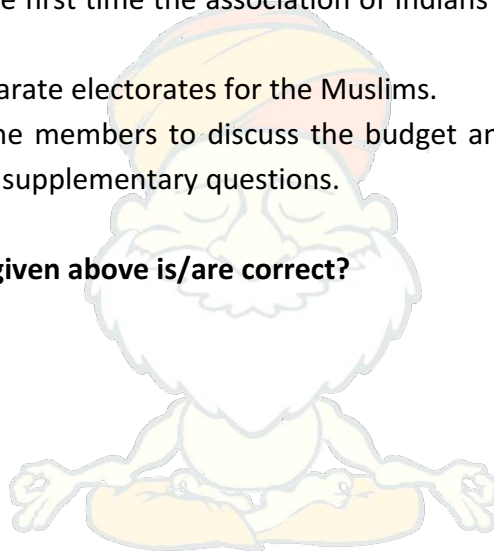 e first time the association of Indians
arate electorates for the Muslims.
ne members to discuss the budget ar
supplementary questions.
given above is/are correct?